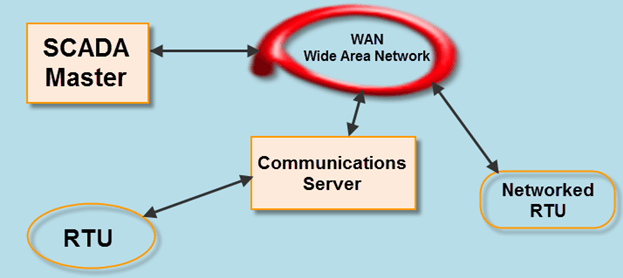 SCADA
Master
WAN
Wide Area Network
Communications
Server
Networked
RTU
RTU